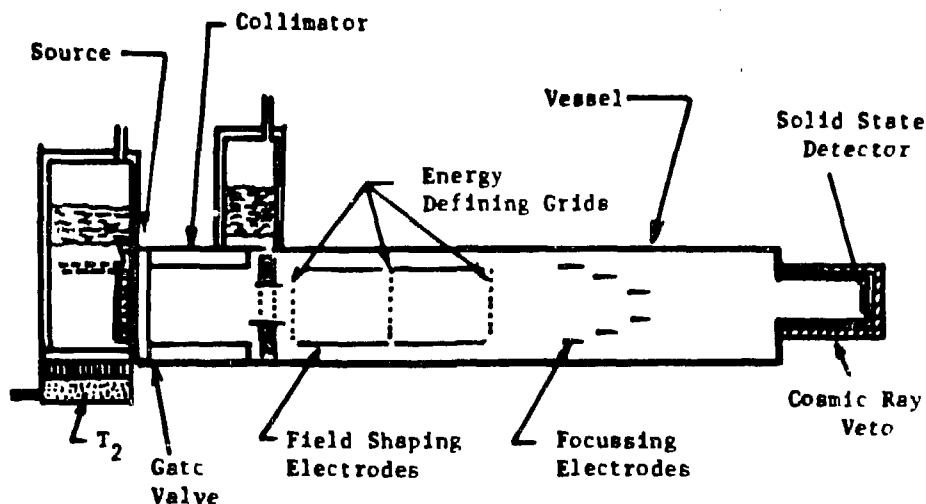 Collimator
Source
Vessel
Solid State
Detector
Energy
Defining Grids
T2
Gate
Valve
Field Shaping
Electrodes
Focussing
Electrodes
Cosmic Ray
Veto